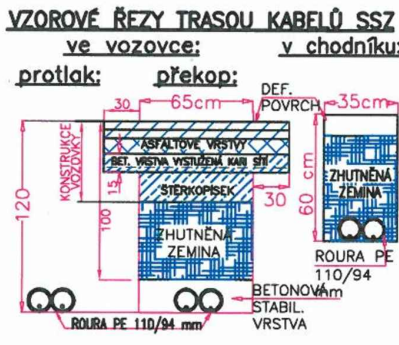 VZOROVÉ ŘEZY TRASOU KABELŮ SSZ
ve vozovce:
v chodníku:
protlak:
překop:
DEF.
POVRCH
30
65cm
35cm
KONSTRUKCE
VOZOVKY
ASFALTOVÉ VRSTVY
BET. VRSTVA VYSTUŽENÁ KARI SÍTÍ
ŠTĚRKOPÍSEK
15
30
120
100
60 cm
ZHUTNĚNÁ
ZEMINA
ZHUTNĚNÁ
ZEMINA
ROURA PE
110/94
mm
BETONOVÁ
STABIL.
VRSTVA
ROURA PE 110/94 mm